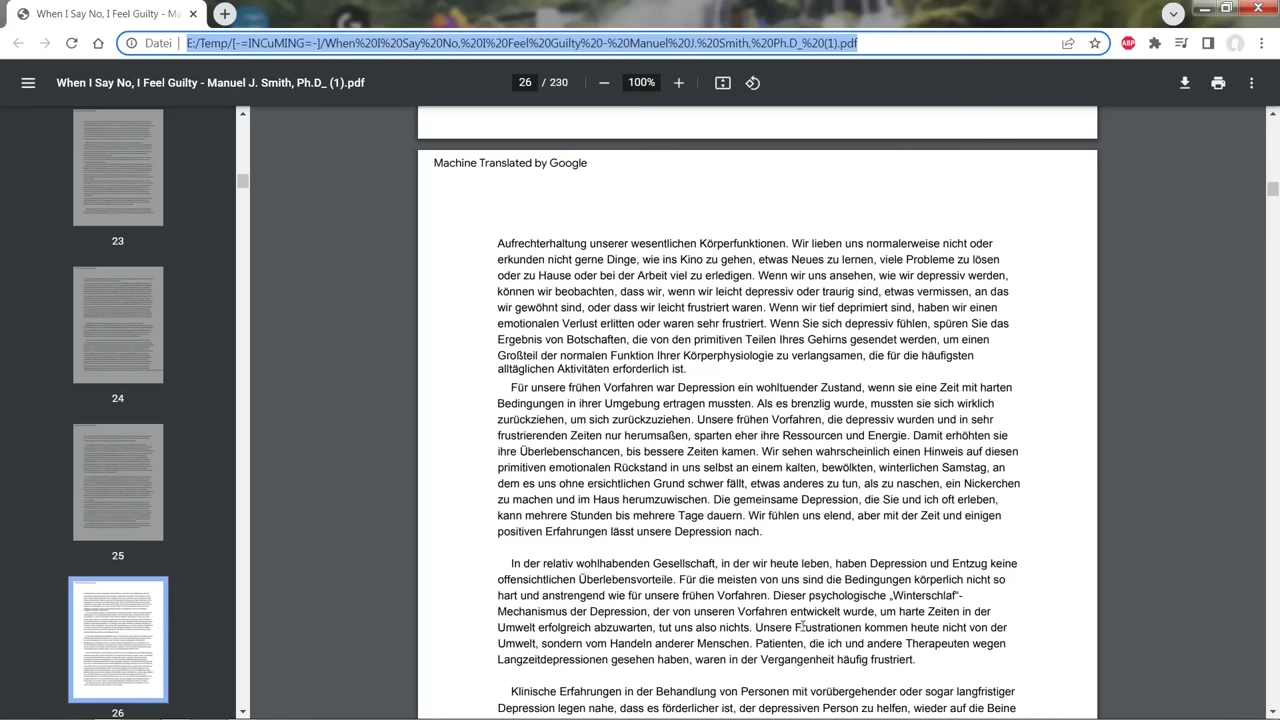 When I Say No, I Feel Guilty - Man
Datei
E:/Temp/[-=INCuMING=-]/When%20I%20Say%20No,%20I%20Feel%20Guilty%20-%20Manuel%20J.%20Smith,%20Ph.D_%20(1).pdf
ABP
When I Say No, I Feel Guilty - Manuel J. Smith, Ph.D_ (1).pdf
26 / 230
100%
23
24
25
26
Machine Translated by Google
Aufrechterhaltung unserer wesentlichen Körperfunktionen. Wir lieben uns normalerweise nicht oder
erkunden nicht gerne Dinge, wie ins Kino zu gehen, etwas Neues zu lernen, viele Probleme zu lösen
oder zu Hause oder bei der Arbeit viel zu erledigen. Wenn wir uns ansehen, wie wir depressiv werden,
können wir beobachten, dass wir, wenn wir leicht depressiv oder traurig sind, etwas vermissen, an das
wir gewöhnt sind, oder dass wir leicht frustriert waren. Wenn wir tief deprimiert sind, haben wir einen
emotionalen Verlust erlitten oder waren sehr frustriert. Wenn Sie sich depressiv fühlen, spüren Sie das
Ergebnis von Botschaften, die von den primitiven Teilen Ihres Gehirns gesendet werden, um einen
Großteil der normalen Funktion Ihrer Körperphysiologie zu verlangsamen, die für die häufigsten
alltäglichen Aktivitäten erforderlich ist.
Für unsere frühen Vorfahren war Depression ein wohltuender Zustand, wenn sie eine Zeit mit harten
Bedingungen in ihrer Umgebung ertragen mussten. Als es brenzlig wurde, mussten sie sich wirklich
zurückziehen, um sich zurückzuziehen. Unsere frühen Vorfahren, die depressiv wurden und in sehr
frustrierenden Zeiten nur herumsaßen, sparten eher ihre Ressourcen und Energie. Damit erhöhten sie
ihre Überlebenschancen, bis bessere Zeiten kamen. Wir sehen wahrscheinlich einen Hinweis auf diesen
primitiven emotionalen Rückstand in uns selbst an einem kalten, bewölkten, winterlichen Samstag, an
dem es uns ohne ersichtlichen Grund schwer fällt, etwas anderes zu tun, als zu naschen, ein Nickerchen
zu machen und im Haus herumzuwischen. Die gemeinsame Depression, die Sie und ich oft erleben,
kann mehrere Stunden bis mehrere Tage dauern. Wir fühlen uns elend, aber mit der Zeit und einigen
positiven Erfahrungen lässt unsere Depression nach.
In der relativ wohlhabenden Gesellschaft, in der wir heute leben, haben Depression und Entzug keine
offensichtlichen Überlebensvorteile. Für die meisten von uns sind die Bedingungen körperlich nicht so
hart und anstrengend wie für unsere frühen Vorfahren. Dieser psychologische „Winterschlaf“-
Mechanismus der Depression, der von unseren Vorfahren entwickelt wurde, um harte Zeiten in der
Umwelt erfolgreich abzuwarten, tut uns also nichts. Unsere Frustrationen kommen heute nicht von der
Umwelt, sondern vom Handeln anderer Menschen. Patienten, die ich und andere Therapeuten wegen
Langzeitdepressionen gesehen haben, waren in der Vergangenheit häufig frustriert.
Klinische Erfahrungen in der Behandlung von Personen mit vorübergehender oder sogar langfristiger
Depression legen nahe, dass es förderlicher ist, der depressiven Person zu helfen, wieder auf die Beine